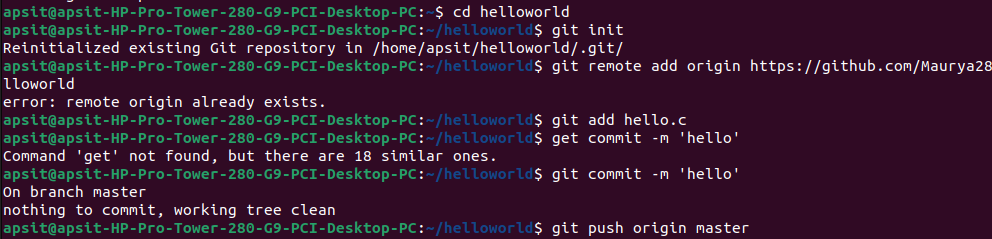 apsit@apsit-HP-Pro-Tower-280-G9-PCI-Desktop-PC:~$ cd helloworld
apsit@apsit-HP-Pro-Tower-280-G9-PCI-Desktop-PC:~/helloworld$ git init
Reinitialized existing Git repository in /home/apsit/helloworld/.git/
apsit@apsit-HP-Pro-Tower-280-G9-PCI-Desktop-PC:~/helloworld$ git remote add origin https://github.com/Maurya28
lloworld
error: remote origin already exists.
apsit@apsit-HP-Pro-Tower-280-G9-PCI-Desktop-PC:~/helloworld$ git add hello.c
apsit@apsit-HP-Pro-Tower-280-G9-PCI-Desktop-PC:~/helloworld$ get commit -m 'hello'
Command 'get' not found, but there are 18 similar ones.
apsit@apsit-HP-Pro-Tower-280-G9-PCI-Desktop-PC:~/helloworld$ git commit -m 'hello'
On branch master
nothing to commit, working tree clean
apsit@apsit-HP-Pro-Tower-280-G9-PCI-Desktop-PC:~/helloworld$ git push origin master